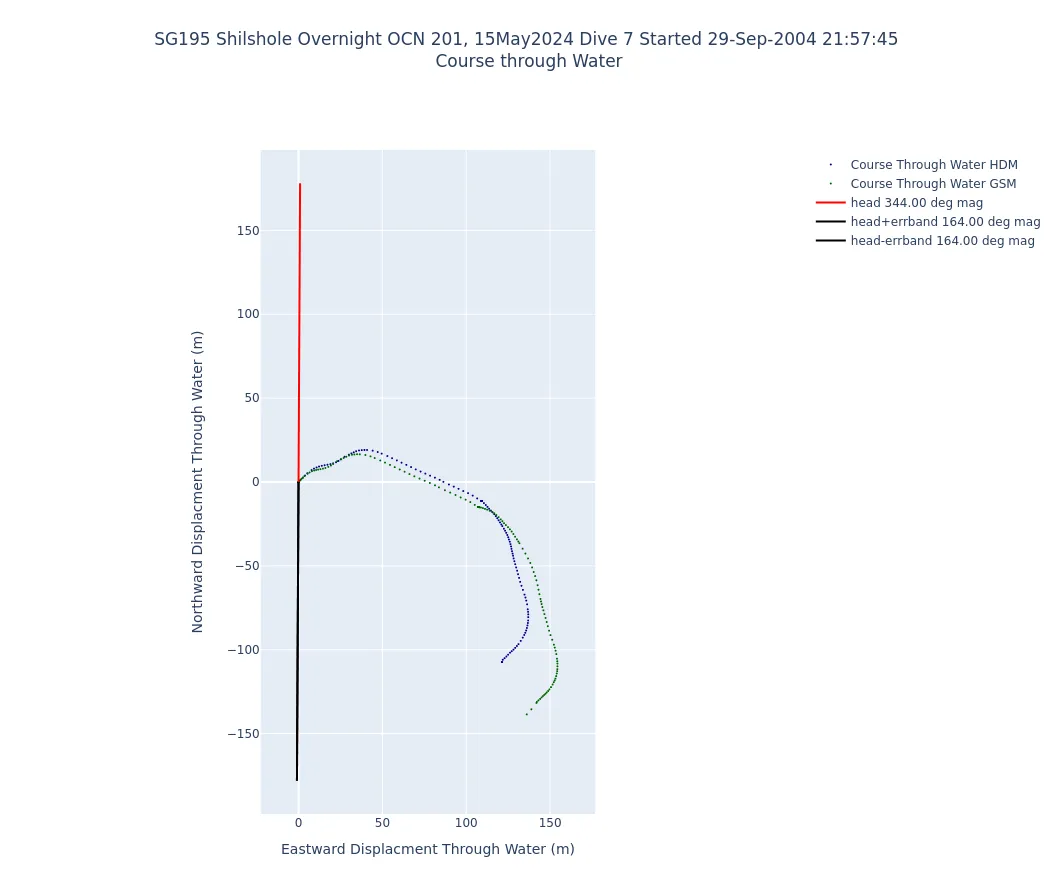 SG195 Shilshole Overnight OCN 201, 15May2024 Dive 7 Started 29-Sep-2004 21:57:45
Course through Water
Course Through Water HDM
Course Through Water GSM
head 344.00 deg mag
head+errband 164.00 deg mag
head-errband 164.00 deg mag
Northward Displacment Through Water (m)
150
100
50
0
−50
−100
−150
0
50
100
150
Eastward Displacment Through Water (m)